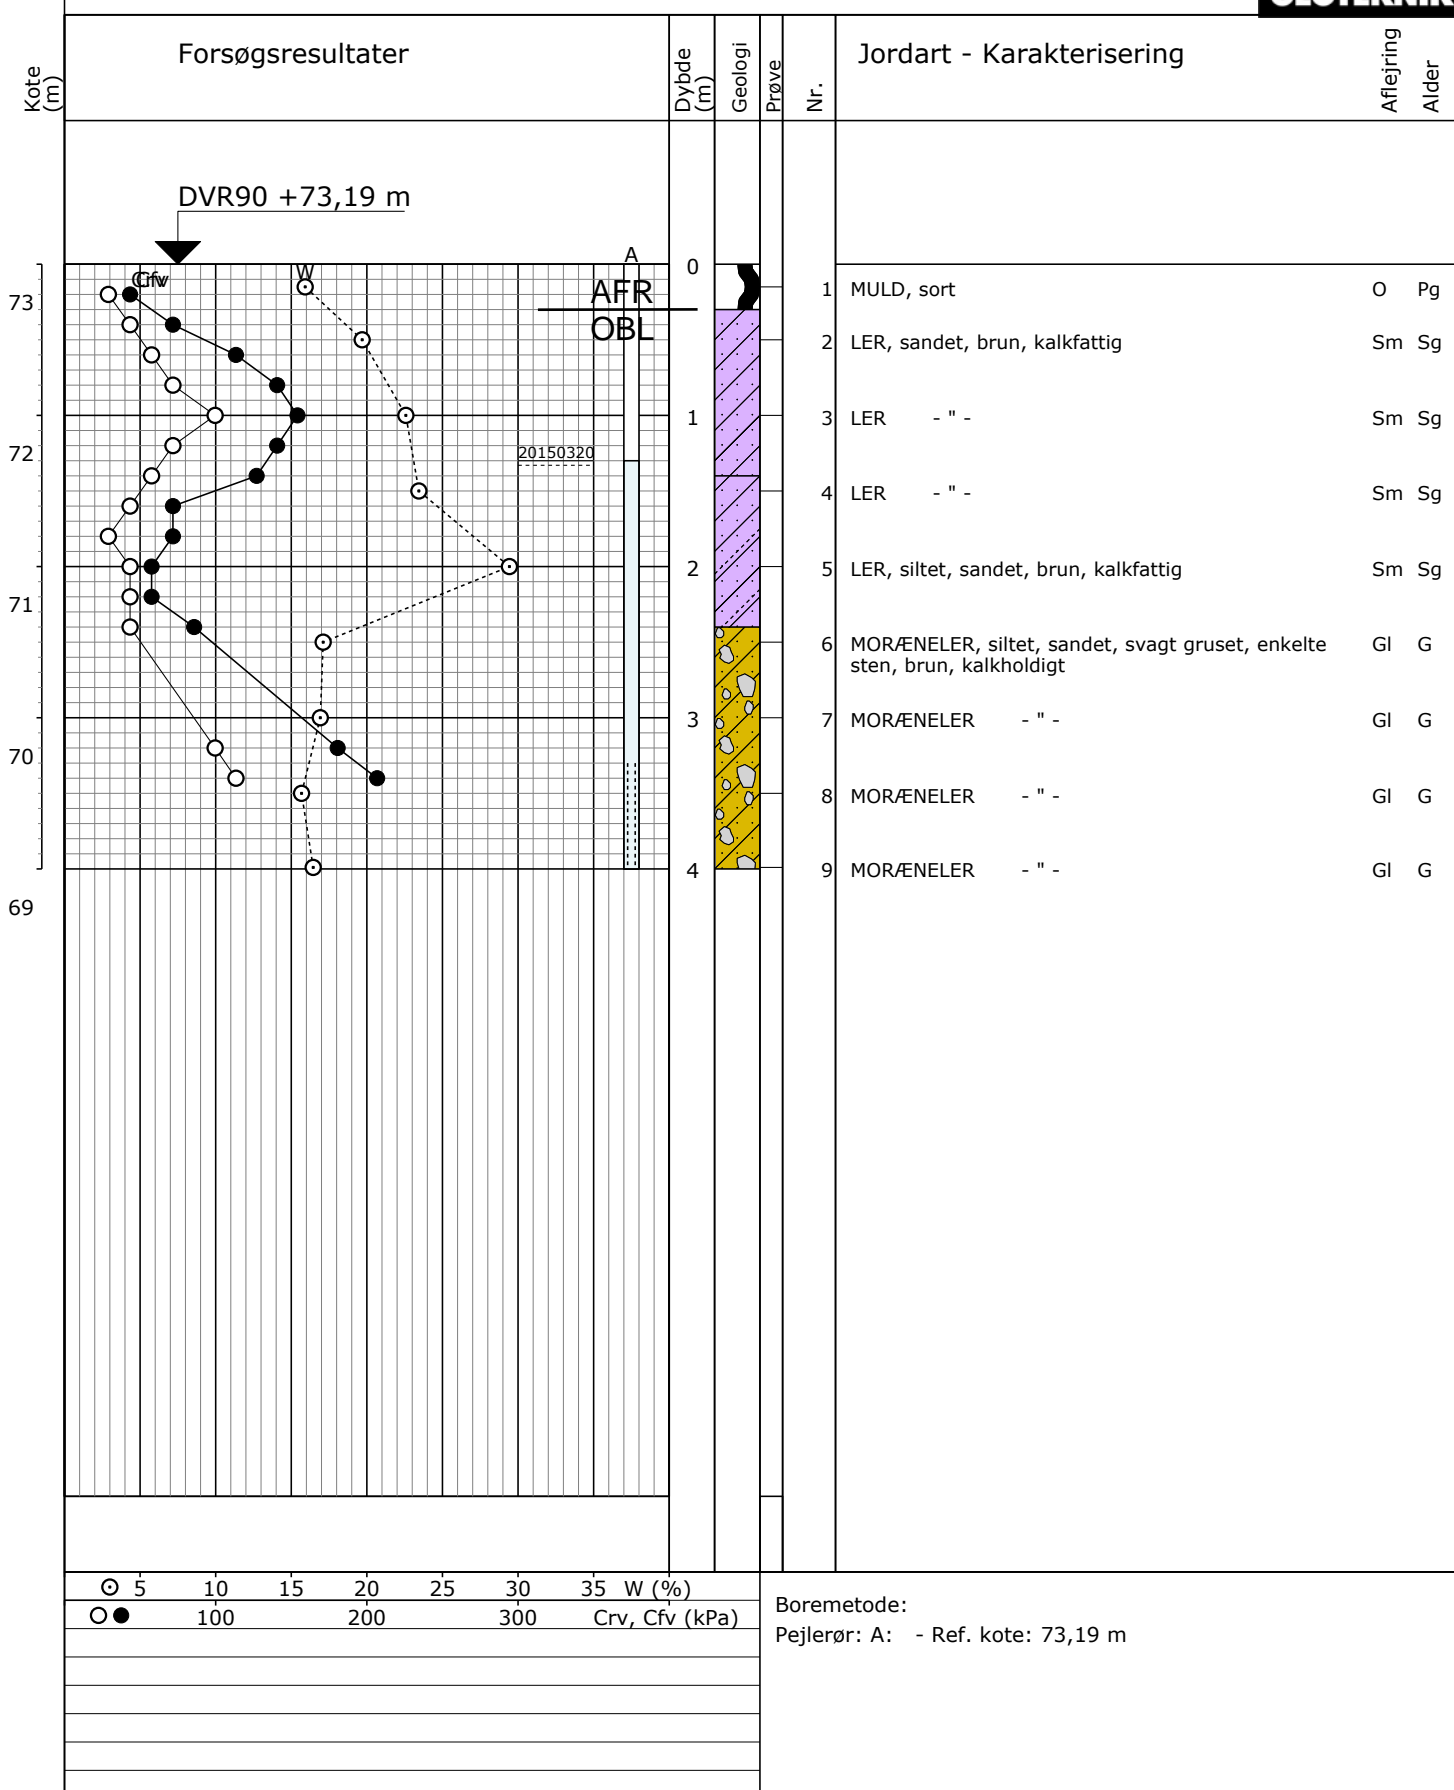 Kote
(m)
Forsøgsresultater
Dybde
(m)
Geologi
Prøve
Nr.
Jordart - Karakterisering
Aflejring
Alder
DVR90 +73,19 m
A
W
0
AFR
OBL
73
1 MULD, sort O Pg
2 LER, sandet, brun, kalkfattig Sm Sg
1
3 LER - " - Sm Sg
72
20150320
4 LER - " - Sm Sg
2
5 LER, siltet, sandet, brun, kalkfattig Sm Sg
71
6 MORÆNELER, siltet, sandet, svagt gruset, enkelte Gl G
sten, brun, kalkholdigt
3
7 MORÆNELER - " - Gl G
70
8 MORÆNELER - " - Gl G
4
9 MORÆNELER - " - Gl G
69
5 10 15 20 25 30 35 W (%)
100 200 300 Crv, Cfv (kPa)
Boremetode:
Pejlerør: A: - Ref. kote: 73,19 m